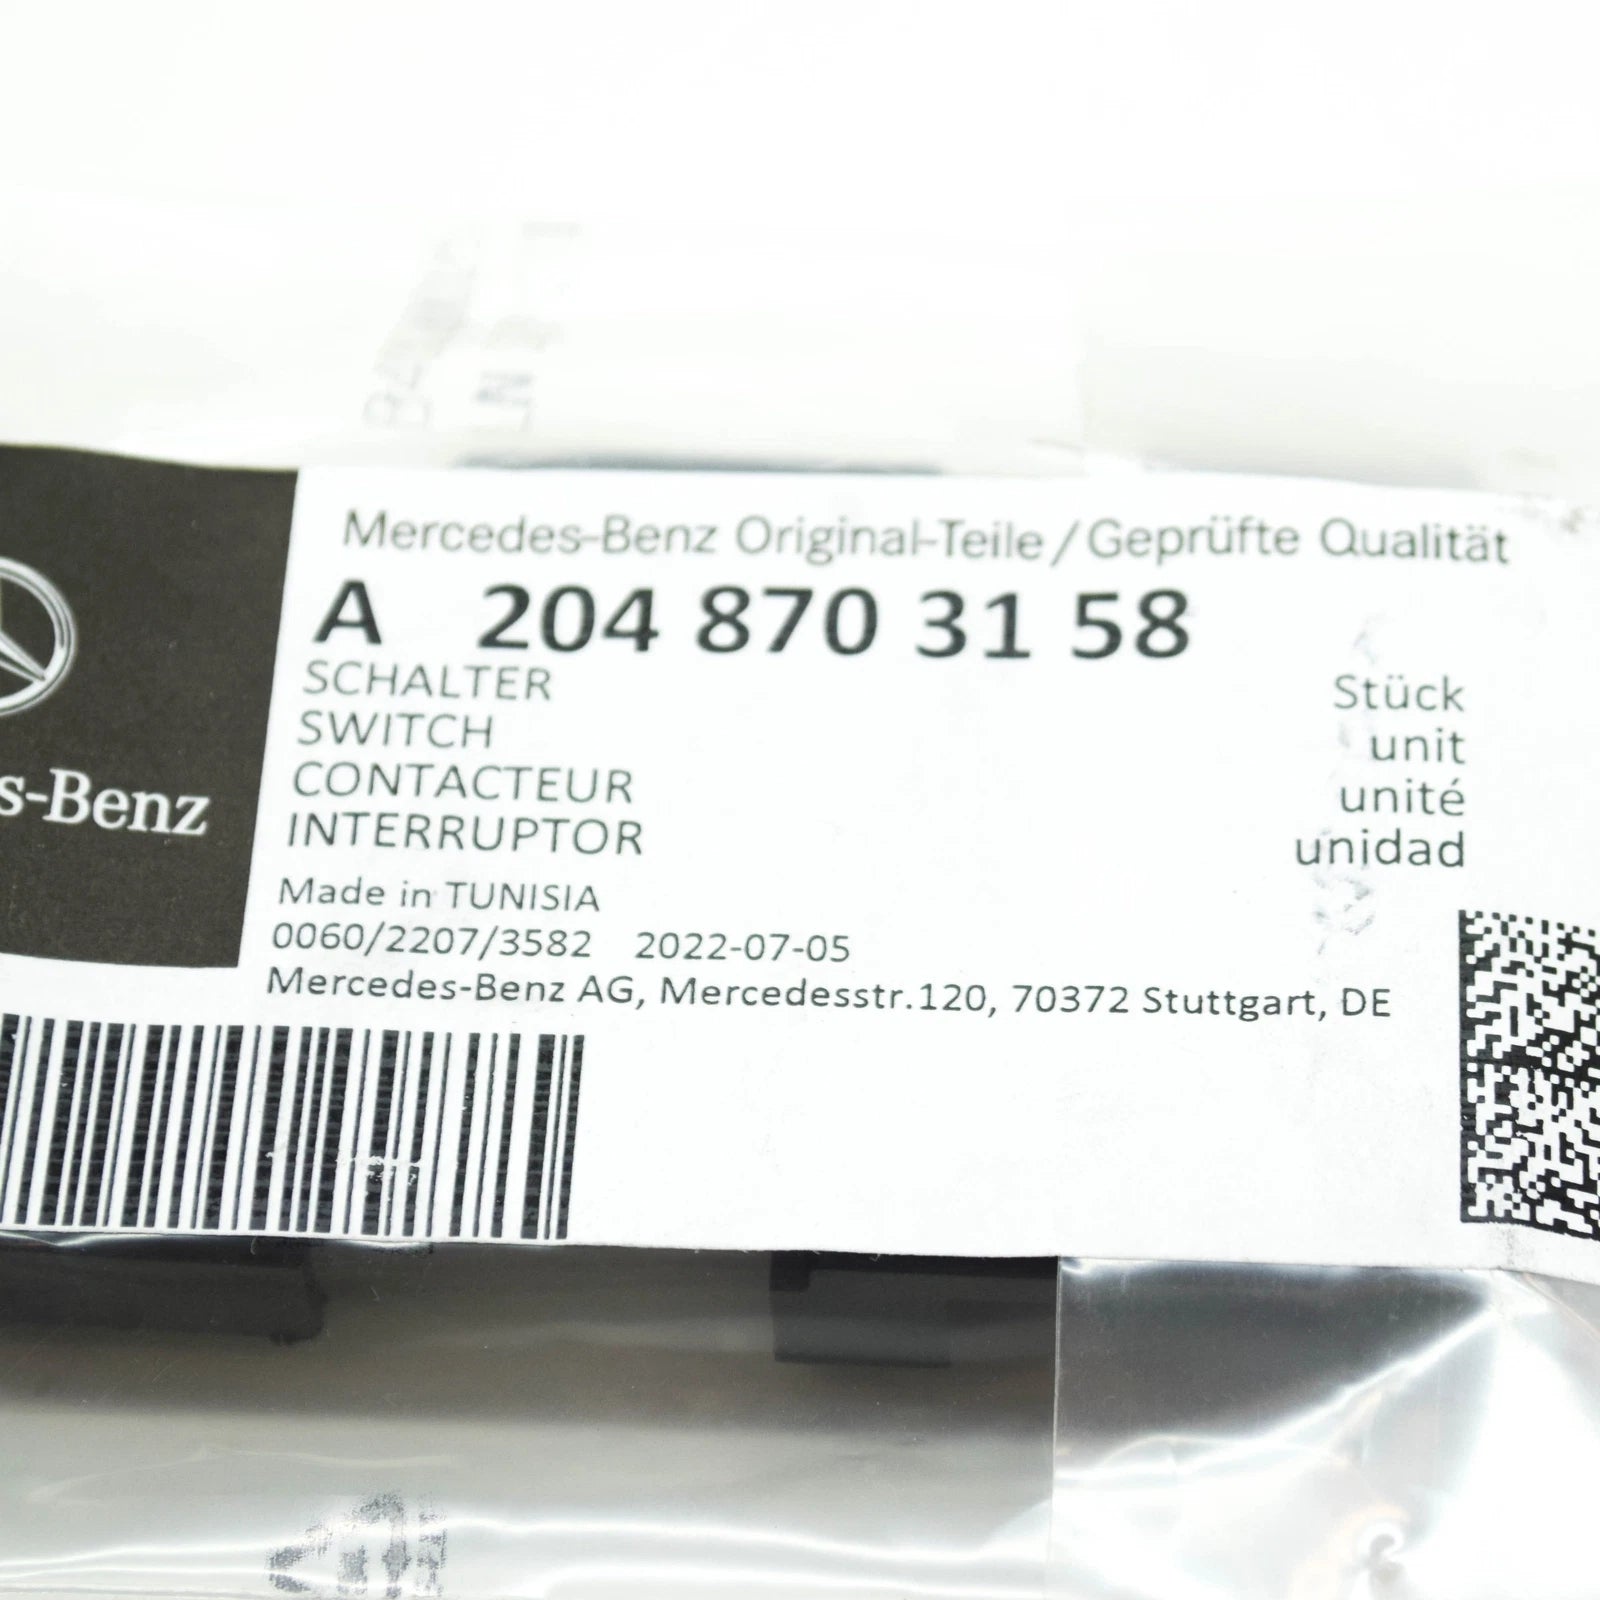 Mercedes-Benz Original-Teile/Geprüfte Qualität
A 204 870 31 58
SCHALTER
SWITCH
CONTACTEUR
INTERRUPTOR
Stück
unit
unité
unidad
s-Benz
Made in TUNISIA
0060/2207/3582 2022-07-05
Mercedes-Benz AG, Mercedesstr.120, 70372 Stuttgart, DE